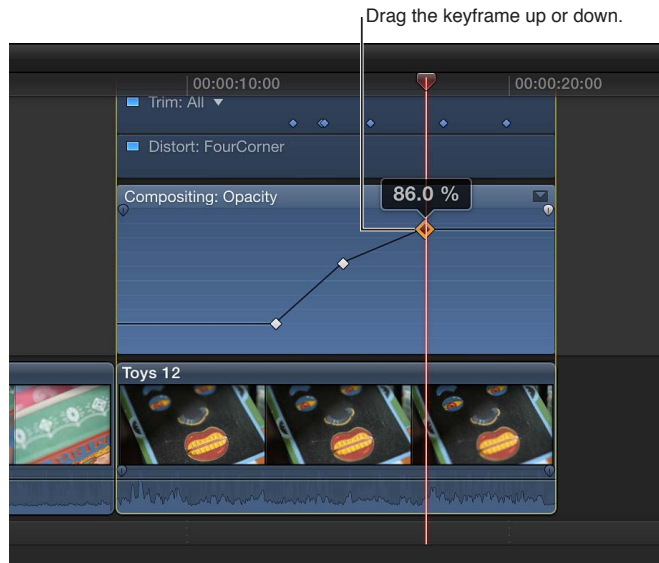 Drag the keyframe up or down.
00:00:10:00
00:00:20:00
Trim: All
Distort: FourCorner
Compositing: Opacity
86.0 %
Toys 12